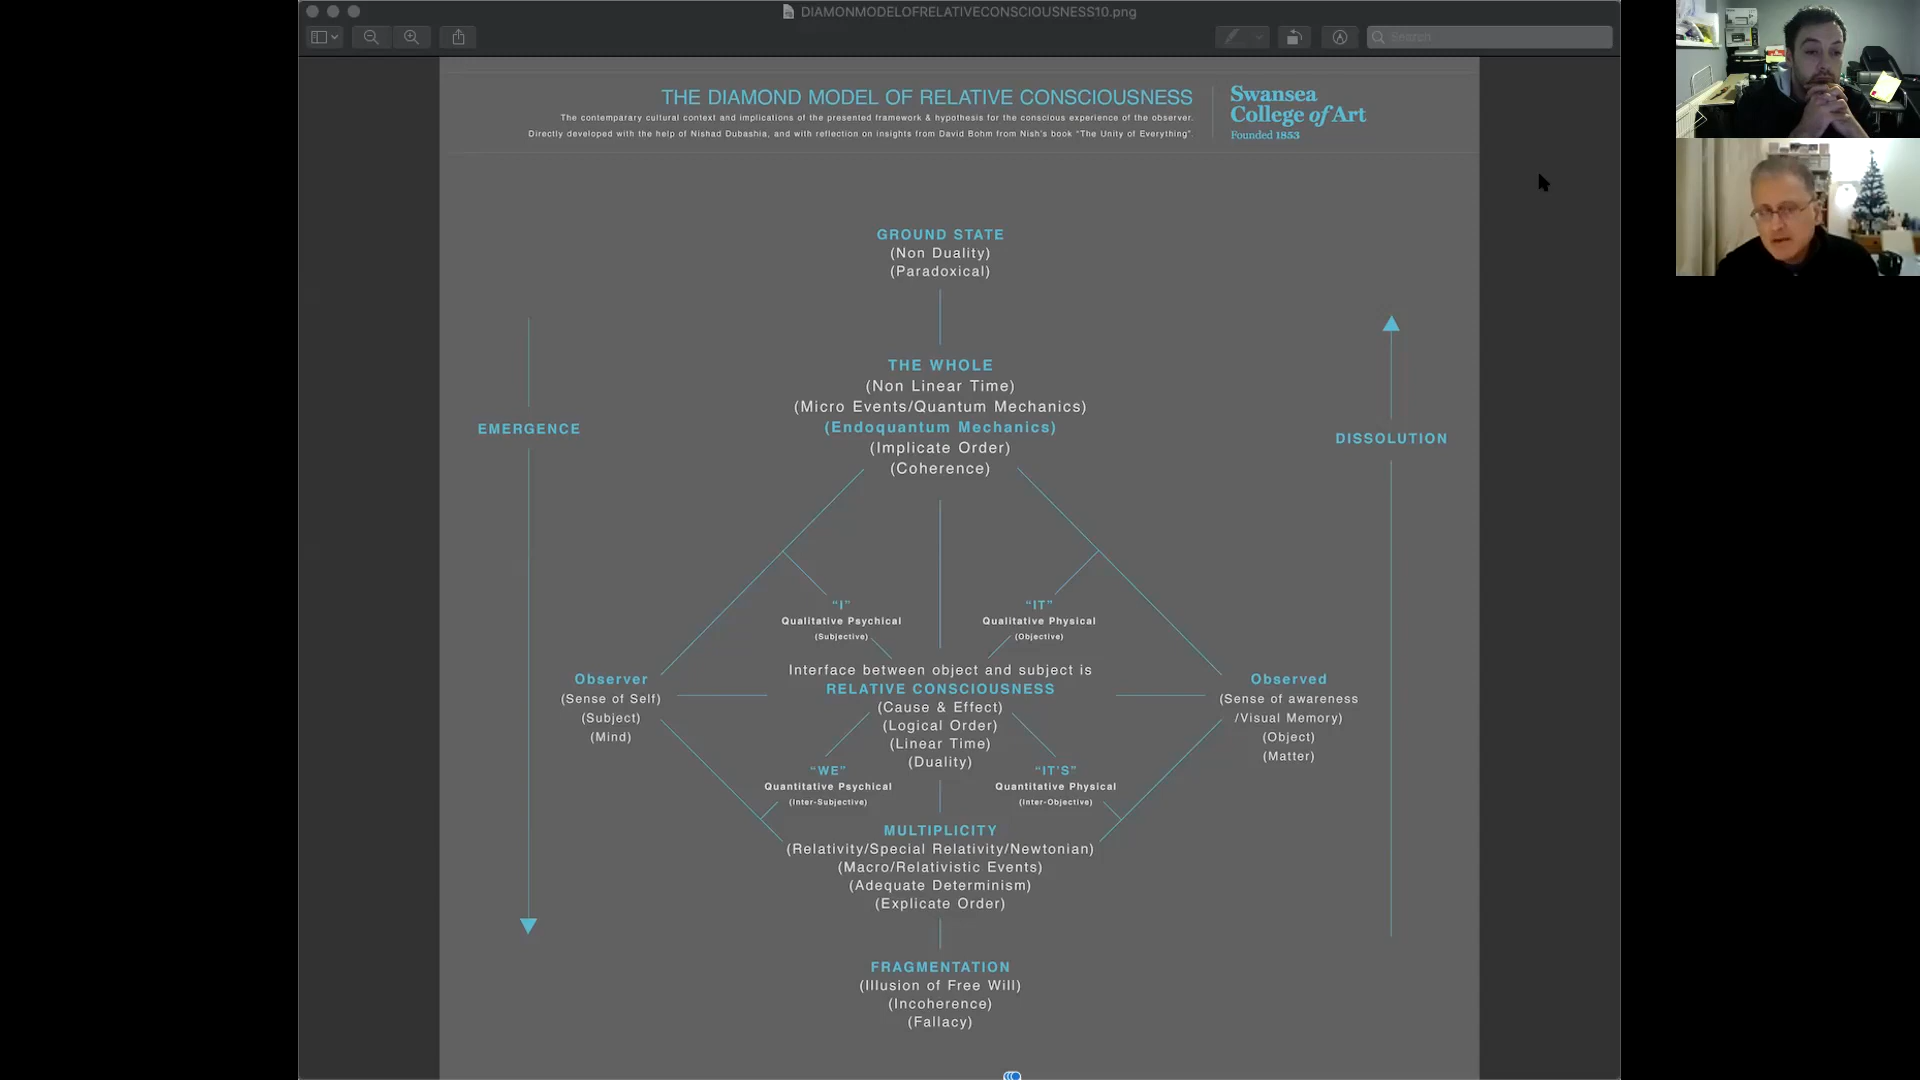 DIAMONMODELOFRELATIVECONSCIOUSNESS10.png
Search
THE DIAMOND MODEL OF RELATIVE CONSCIOUSNESS
The contemparary cultural context and implications of the presented framework & hypothesis for the conscious experience of the observer.
Directly developed with the help of Nishad Dubashia, and with reflection on insights from David Bohm from Nish's book "The Unity of Everything".
Swansea
College of Art
Founded 1853
GROUND STATE
(Non Duality)
(Paradoxical)
THE WHOLE
(Non Linear Time)
(Micro Events/Quantum Mechanics)
(Endoquantum Mechanics)
(Implicate Order)
(Coherence)
EMERGENCE
DISSOLUTION
"I"
Qualitative Psychical
(Subjective)
"IT"
Qualitative Physical
(Objective)
Observer
(Sense of Self)
(Subject)
(Mind)
Interface between object and subject is
RELATIVE CONSCIOUSNESS
(Cause & Effect)
(Logical Order)
(Linear Time)
(Duality)
Observed
(Sense of awareness
/Visual Memory)
(Object)
(Matter)
"WE"
Quantitative Psychical
(Inter-Subjective)
"IT'S"
Quantitative Physical
(Inter-Objective)
MULTIPLICITY
(Relativity/Special Relativity/Newtonian)
(Macro/Relativistic Events)
(Adequate Determinism)
(Explicate Order)
FRAGMENTATION
(Illusion of Free Will)
(Incoherence)
(Fallacy)